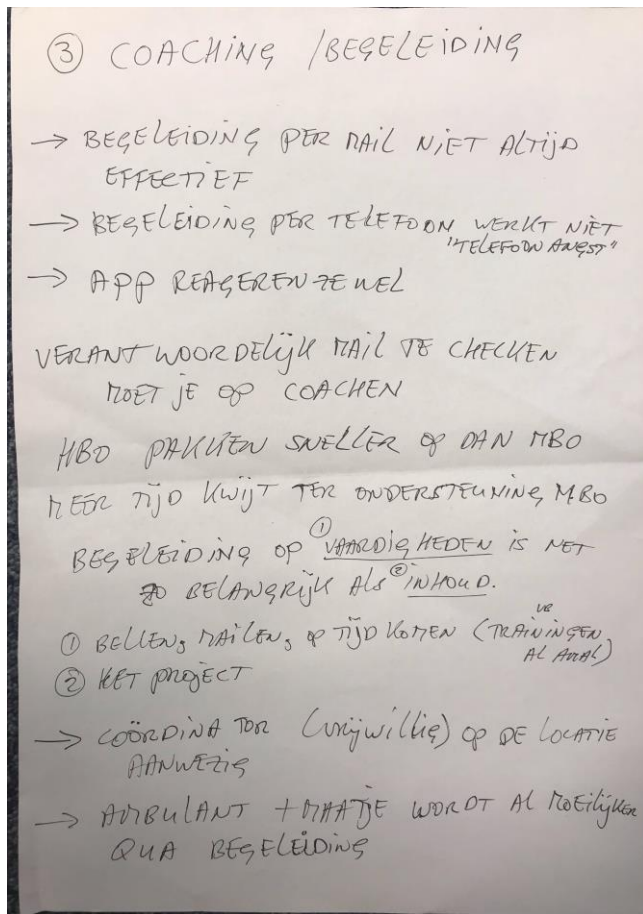 ③ COACHING / BEGELEIDING
→ BEGELEIDING PER MAIL NIET ALTIJD
EFFECTIEF
→ BEGELEIDING PER TELEFOON WERKT NIET
"TELEFOON ANGST"
→ APP REAGEREN ZE WEL
VERANTWOORDELIJK MAIL TE CHECKEN
MOET JE OP COACHEN
HBO PAKKEN SNELLER OP DAN MBO
MEER TIJD KWIJT TER ONDERSTEUNING MBO
BEGELEIDING OP ① VAARDIGHEDEN IS NET
ZO BELANGRIJK ALS ② INHOUD.
① BELLEN, MAILEN, OP TIJD KOMEN (TRAININGEN
② HET PROJECT
→ COÖRDINATOR (VRIJWILLIG) OP DE LOCATIE
AANWEZIG
→ AMBULANT + MAATJE WORDT AL MOEILIJKER
QUA BEGELEIDING